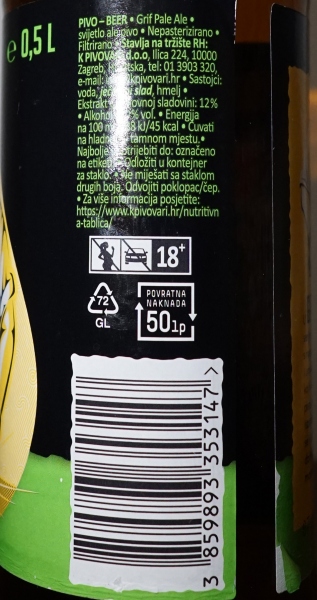 e 0,5 L
PIVO – BEER • Grif Pale Ale •
svijetlo ale pivo • Nepasterizirano •
Filtrirano • Stavlja na tržište RH:
K PIVOVARI d.o.o, Ilica 224, 10000
Zagreb, Hrvatska, tel: 01 3903 320,
e-mail: @kpivovari.hr • Sastojci:
voda, ječmeni slad, hmelj •
Ekstrakt u osnovnoj sladovini: 12%
• Alkohol: % vol. • Energija
na 100 ml: 88 kJ/45 kcal • Čuvati
na hladnom i tamnom mjestu. •
Najbolje upotrijebiti do: označeno
na etiketi • Odložiti u kontejner
za staklo. • Ne miješati sa staklom
drugih boja. Odvojiti poklopac/čep.
• Za više informacija posjetite:
https://www.kpivovari.hr/nutritivn
a-tablica/
18+
72
GL
POVRATNA
NAKNADA
50lp
3 859893 353147 >